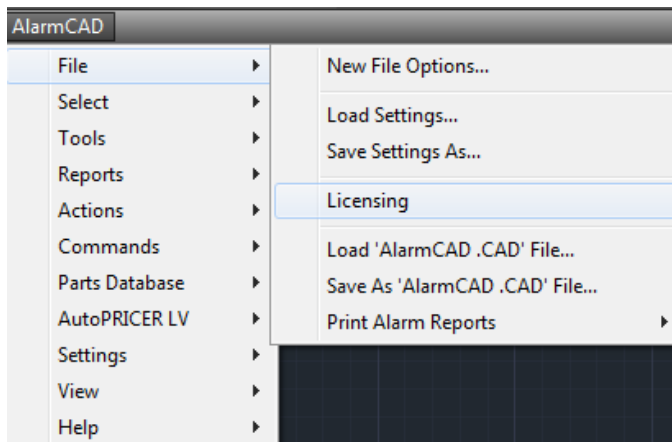 AlarmCAD
File
Select
Tools
Reports
Actions
Commands
Parts Database
AutoPRICER LV
Settings
View
Help
New File Options...
Load Settings...
Save Settings As...
Licensing
Load 'AlarmCAD .CAD' File...
Save As 'AlarmCAD .CAD' File...
Print Alarm Reports